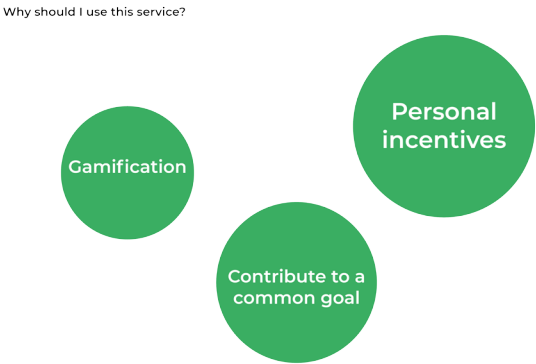 Why should I use this service?
Personal
incentives
Gamification
Contribute to a
common goal